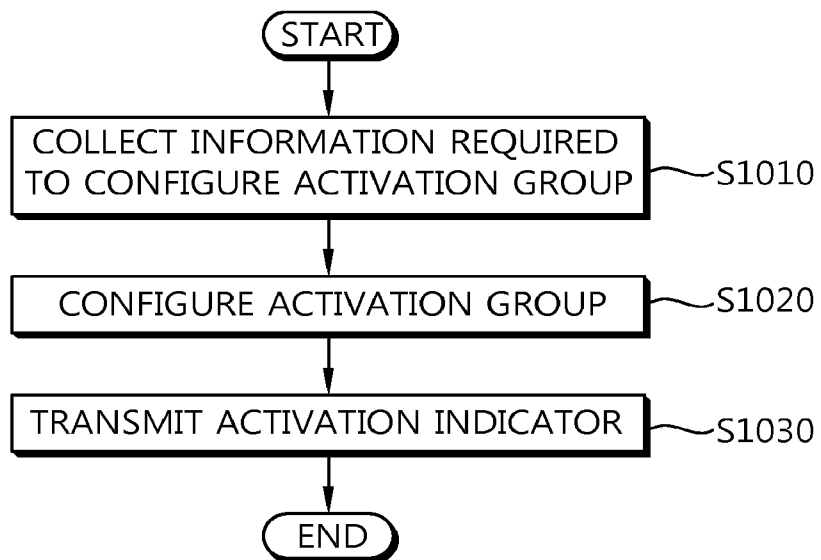 START
COLLECT INFORMATION REQUIRED
TO CONFIGURE ACTIVATION GROUP
S1010
CONFIGURE ACTIVATION GROUP
S1020
TRANSMIT ACTIVATION INDICATOR
S1030
END